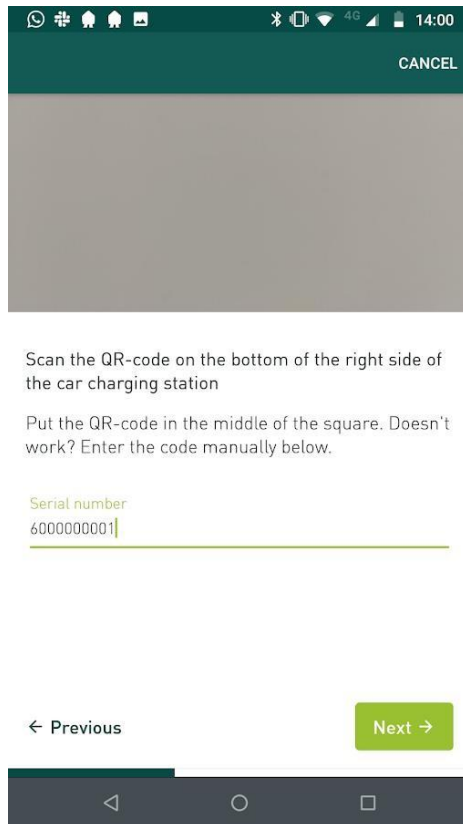 4G 14:00
CANCEL
Scan the QR-code on the bottom of the right side of
the car charging station
Put the QR-code in the middle of the square. Doesn't
work? Enter the code manually below.
Serial number
6000000001
← Previous
Next →